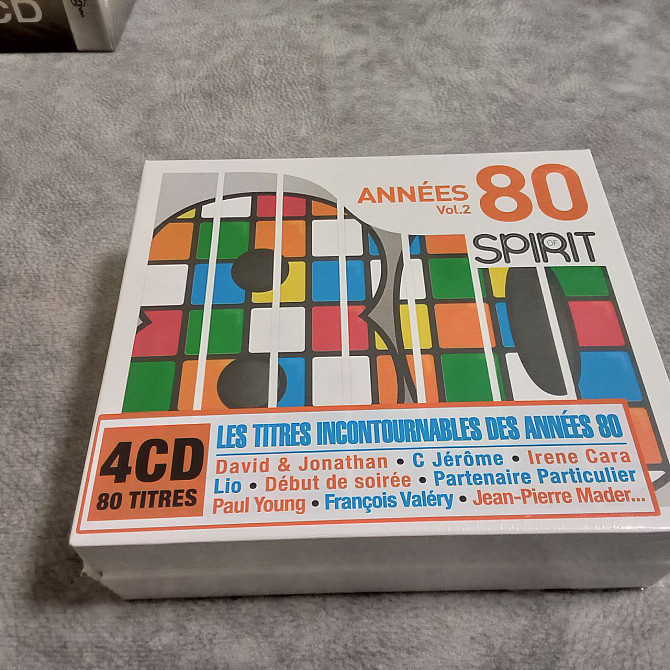 CD
ANNÉES 80
Vol.2
SPIRIT OF
LES TITRES INCONTOURNABLES DES ANNÉES 80
4CD
80 TITRES
David & Jonathan • C Jérôme • Irene Cara
Lio • Début de soirée • Partenaire Particulier
Paul Young • François Valéry • Jean-Pierre Mader...